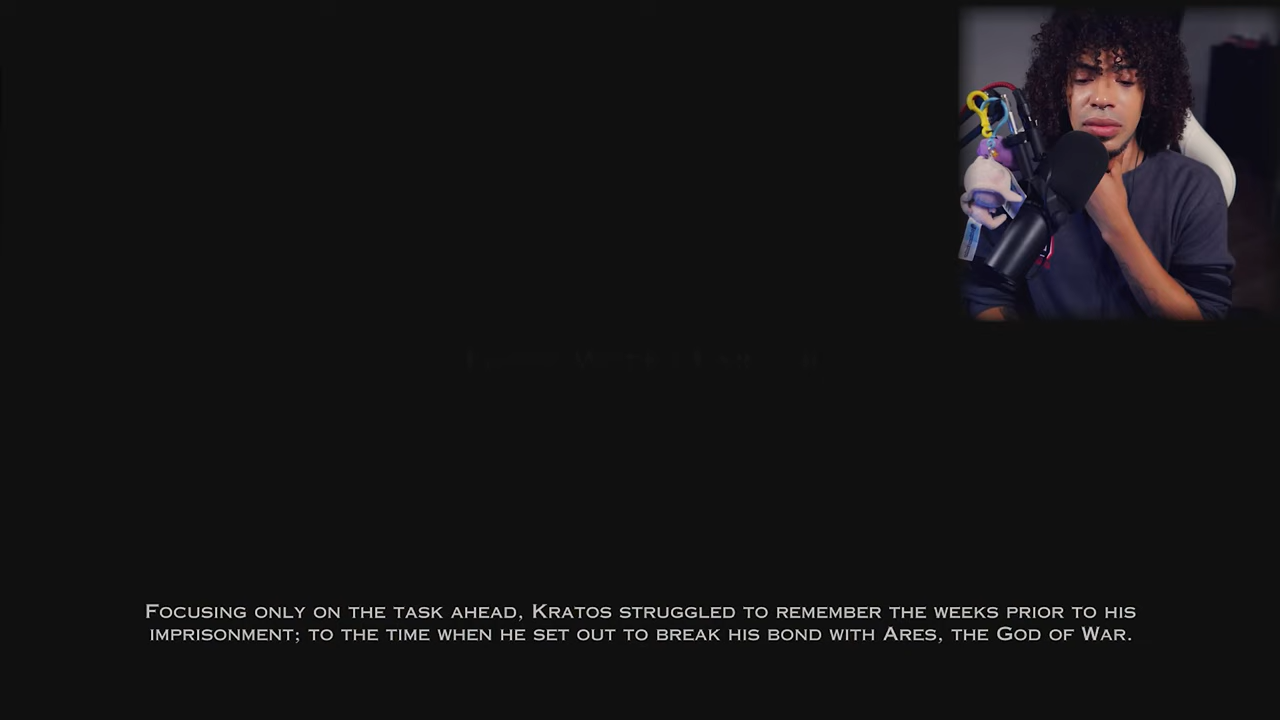 Focusing only on the task ahead, Kratos struggled to remember the weeks prior to his
imprisonment; to the time when he set out to break his bond with Ares, the God of War.